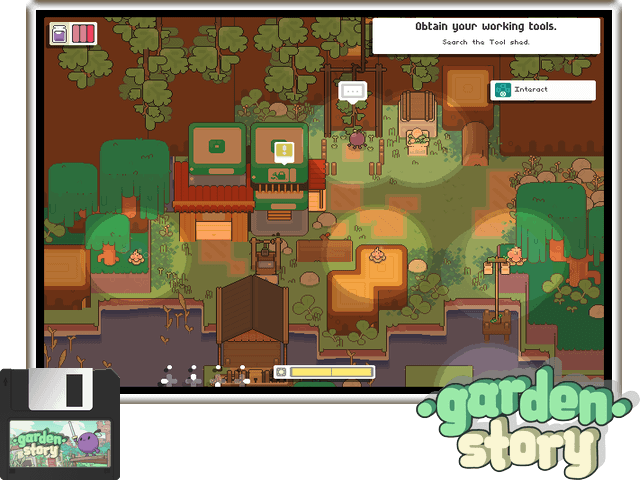 Obtain your working tools.
Search the Tool shed.
Interact
...
!
garden
story
garden
story